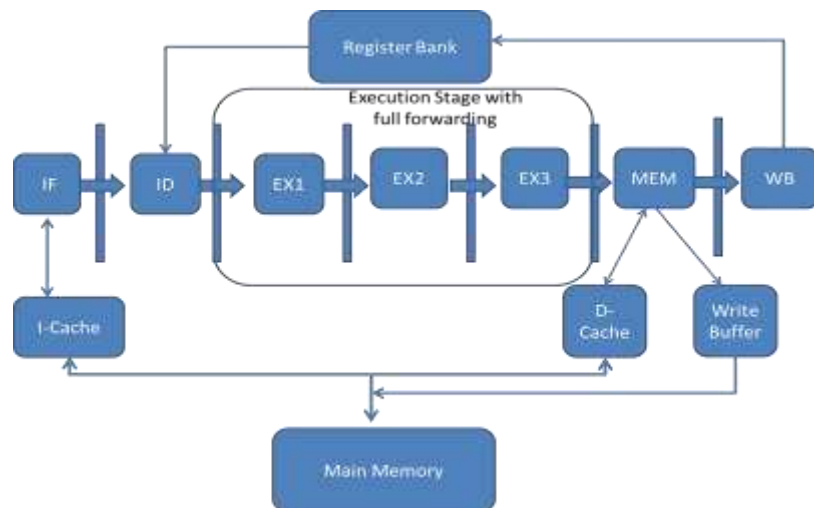 Register Bank
Execution Stage with
full forwarding
IF
ID
EX1
EX2
EX3
MEM
WB
I-Cache
D-
Cache
Write
Buffer
Main Memory